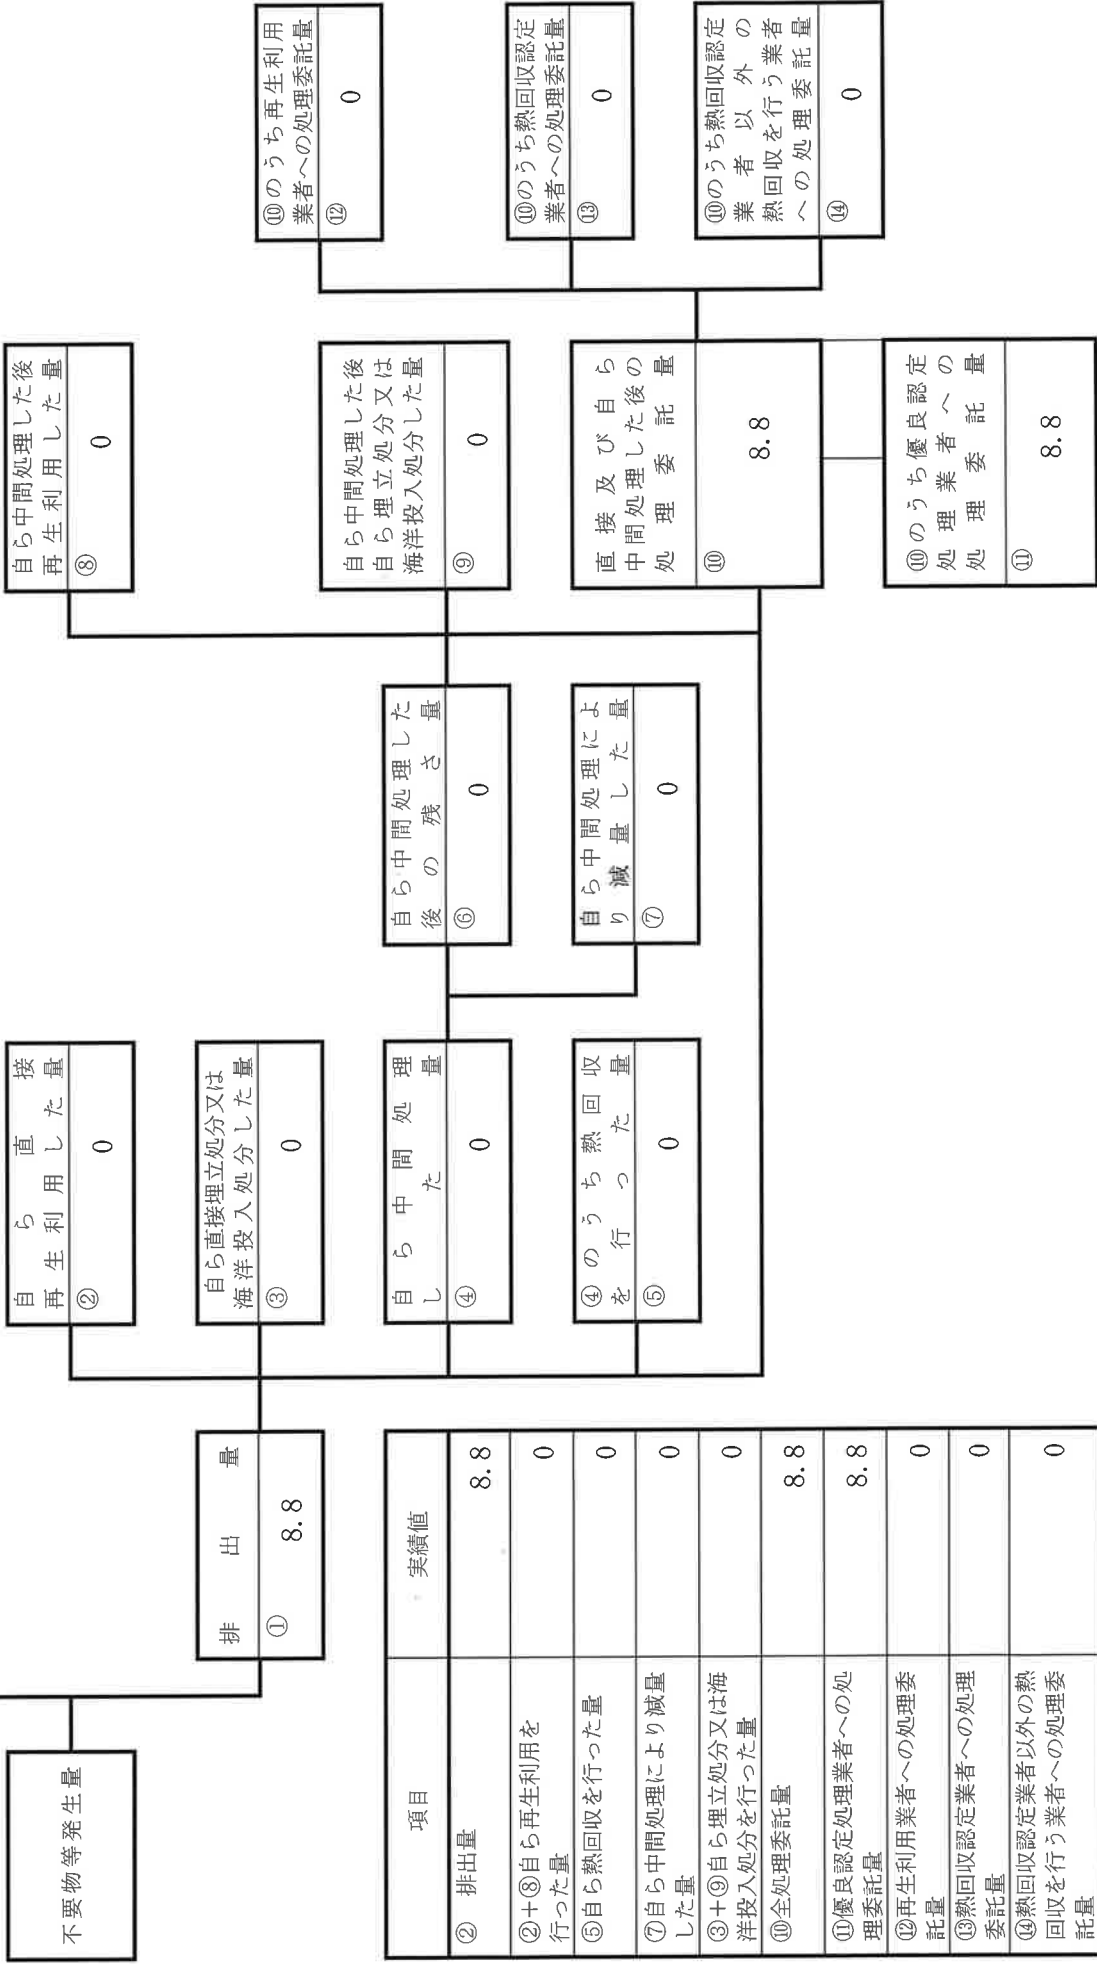 不要物等発生量
排出量
①
8.8
自ら直接
再生利用した量
②
0
自ら直接埋立処分又は
海洋投入処分した量
③
0
自ら中間処理
した量
④
0
④のうち熱回収
を行った量
⑤
0
自ら中間処理した
後の残さ量
⑥
0
自ら中間処理によ
り減量した量
⑦
0
自ら中間処理した後
再生利用した量
⑧
0
自ら中間処理した後
自ら埋立処分又は
海洋投入処分した量
⑨
0
直接及び自ら
中間処理した後の
処理委託量
⑩
8.8
⑩のうち優良認定
処理業者への
処理委託量
⑪
8.8
⑩のうち再生利用
業者への処理委託量
⑫
0
⑩のうち熱回収認定
業者への処理委託量
⑬
0
⑩のうち熱回収認定
業者以外の
熱回収を行う業者
への処理委託量
⑭
0
項目 実績値
② 排出量 8.8
②+⑧自ら再生利用を
行った量 0
⑤自ら熱回収を行った量 0
⑦自ら中間処理により減量
した量 0
③+⑨自ら埋立処分又は海
洋投入処分を行った量 0
⑩全処理委託量 8.8
⑪優良認定処理業者への処
理委託量 8.8
⑫再生利用業者への処理委
託量 0
⑬熱回収認定業者への処理
委託量 0
⑭熱回収認定業者以外の熱
回収を行う業者への処理委
託量 0